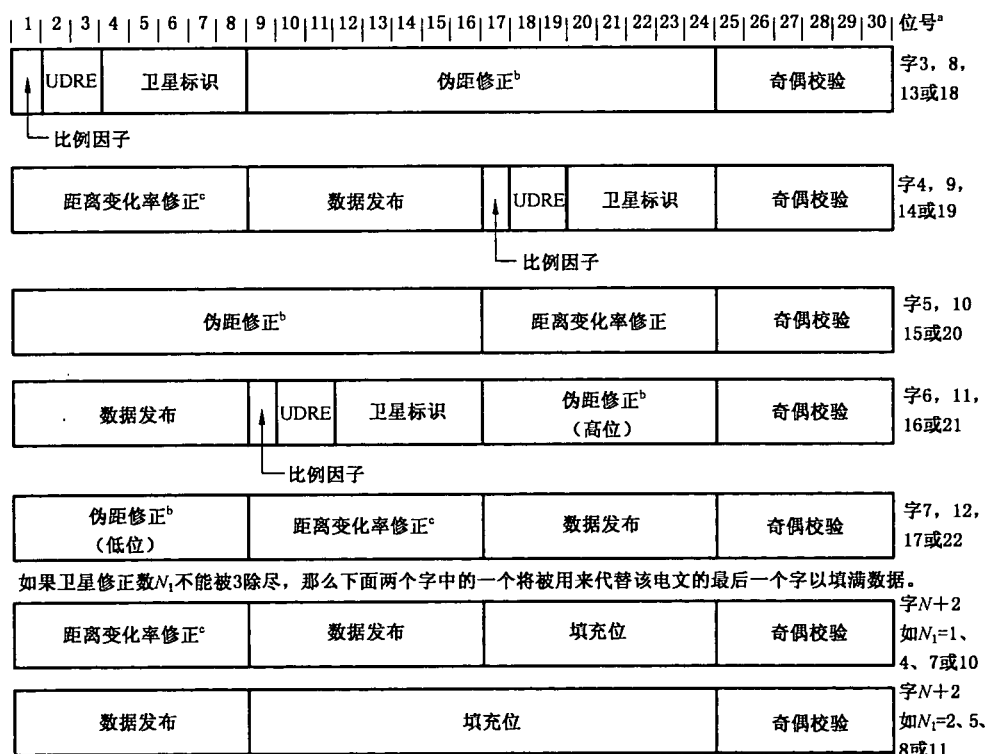 1 2 3 4 5 6 7 8 9 10 11 12 13 14 15 16 17 18 19 20 21 22 23 24 25 26 27 28 29 30 位号a
UDRE 卫星标识 伪距修正b 奇偶校验 字3，8，
13或18
比例因子
距离变化率修正c 数据发布 UDRE 卫星标识 奇偶校验 字4，9，
14或19
比例因子
伪距修正b 距离变化率修正 奇偶校验 字5，10
15或20
数据发布 UDRE 卫星标识 伪距修正b
（高位） 奇偶校验 字6，11，
16或21
比例因子
伪距修正b
（低位） 距离变化率修正c 数据发布 奇偶校验 字7，12，
17或22
如果卫星修正数N1不能被3除尽，那么下面两个字中的一个将被用来代替该电文的最后一个字以填满数据。
距离变化率修正c 数据发布 填充位 奇偶校验 字N+2
如N1=1、
4、7或10
数据发布 填充位 奇偶校验 字N+2
如N1=2、5、
8或11